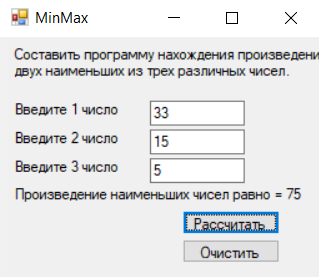 MinMax
Составить программу нахождения произведени
двух наименьших из трех различных чисел.
Введите 1 число
33
Введите 2 число
15
Введите 3 число
5
Произведение наименьших чисел равно = 75
Рассчитать
Очистить